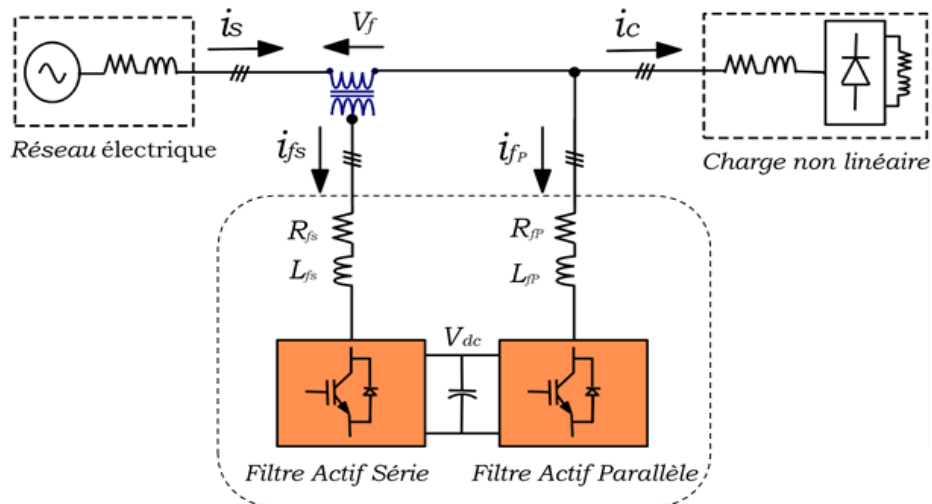 is
Vf
ic
Réseau électrique
ifs
ifP
Charge non linéaire
Rfs
RfP
Lfs
LfP
Vdc
Filtre Actif Série
Filtre Actif Parallèle